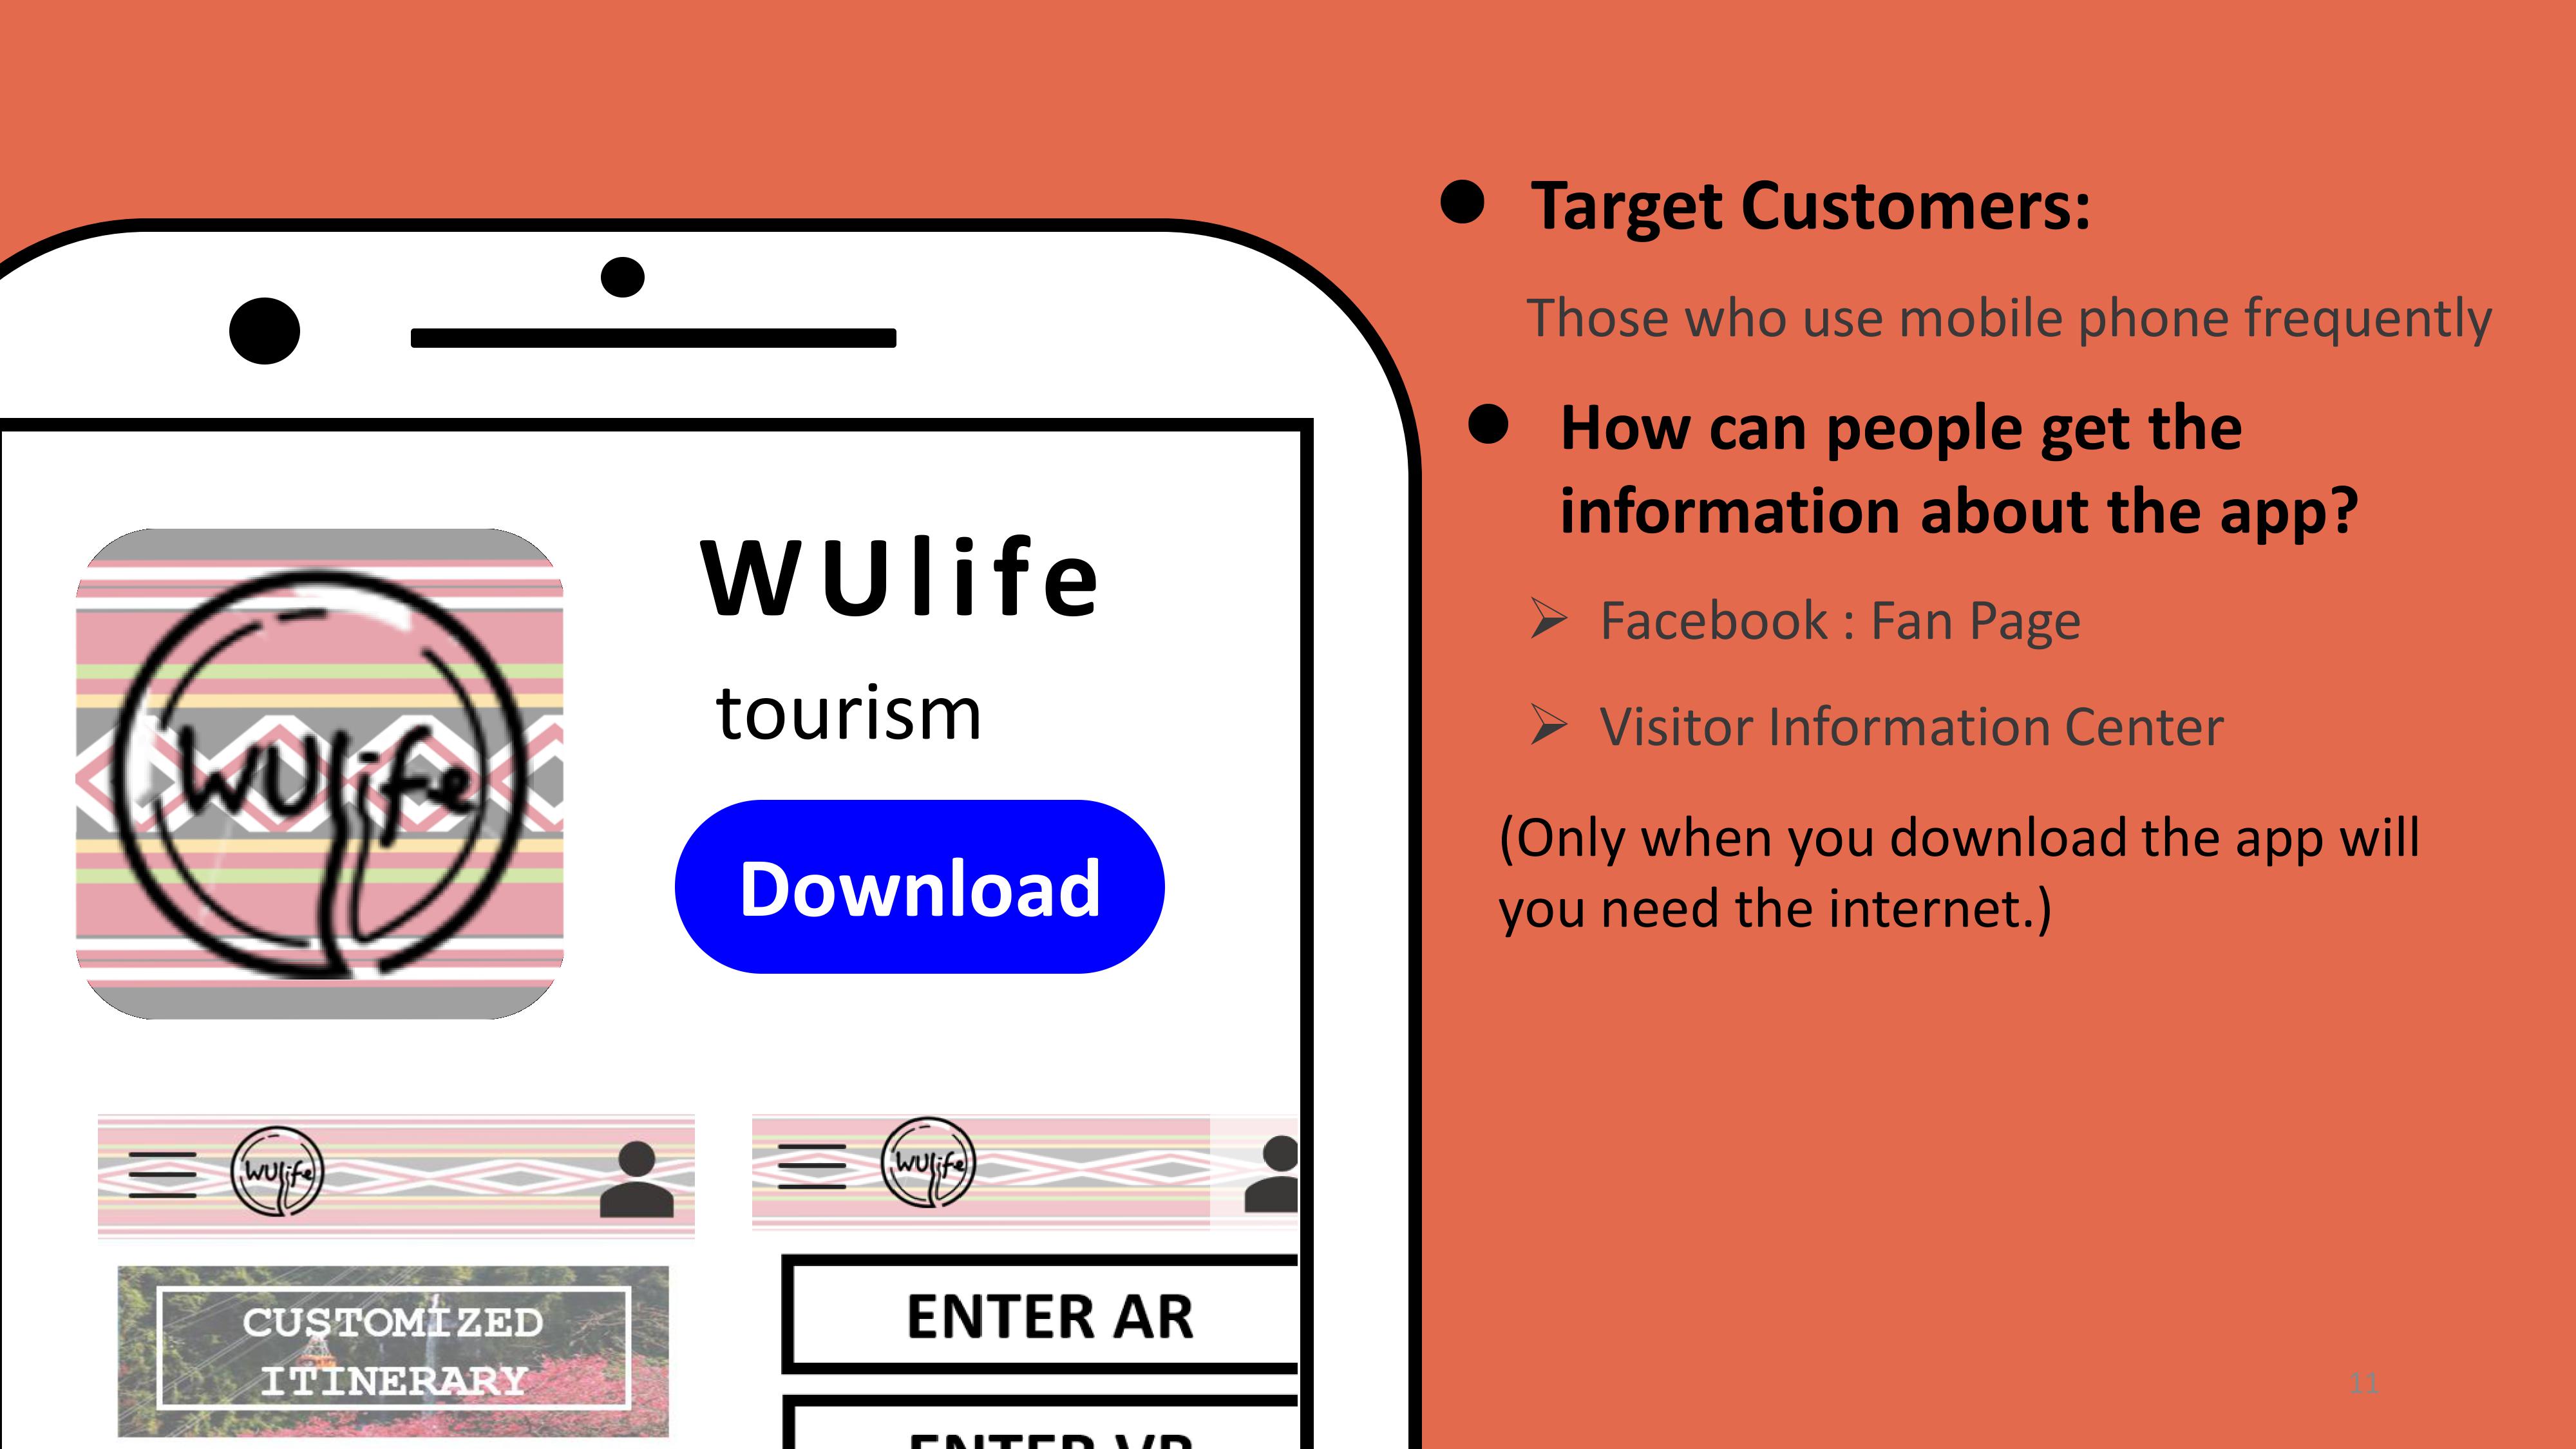 WUlife
tourism
Download
WUlife
WUlife
WUlife
CUSTOMIZED
ITINERARY
ENTER AR
ENTER VR
● Target Customers:
Those who use mobile phone frequently
● How can people get the
information about the app?
➢ Facebook : Fan Page
➢ Visitor Information Center
(Only when you download the app will
you need the internet.)
11